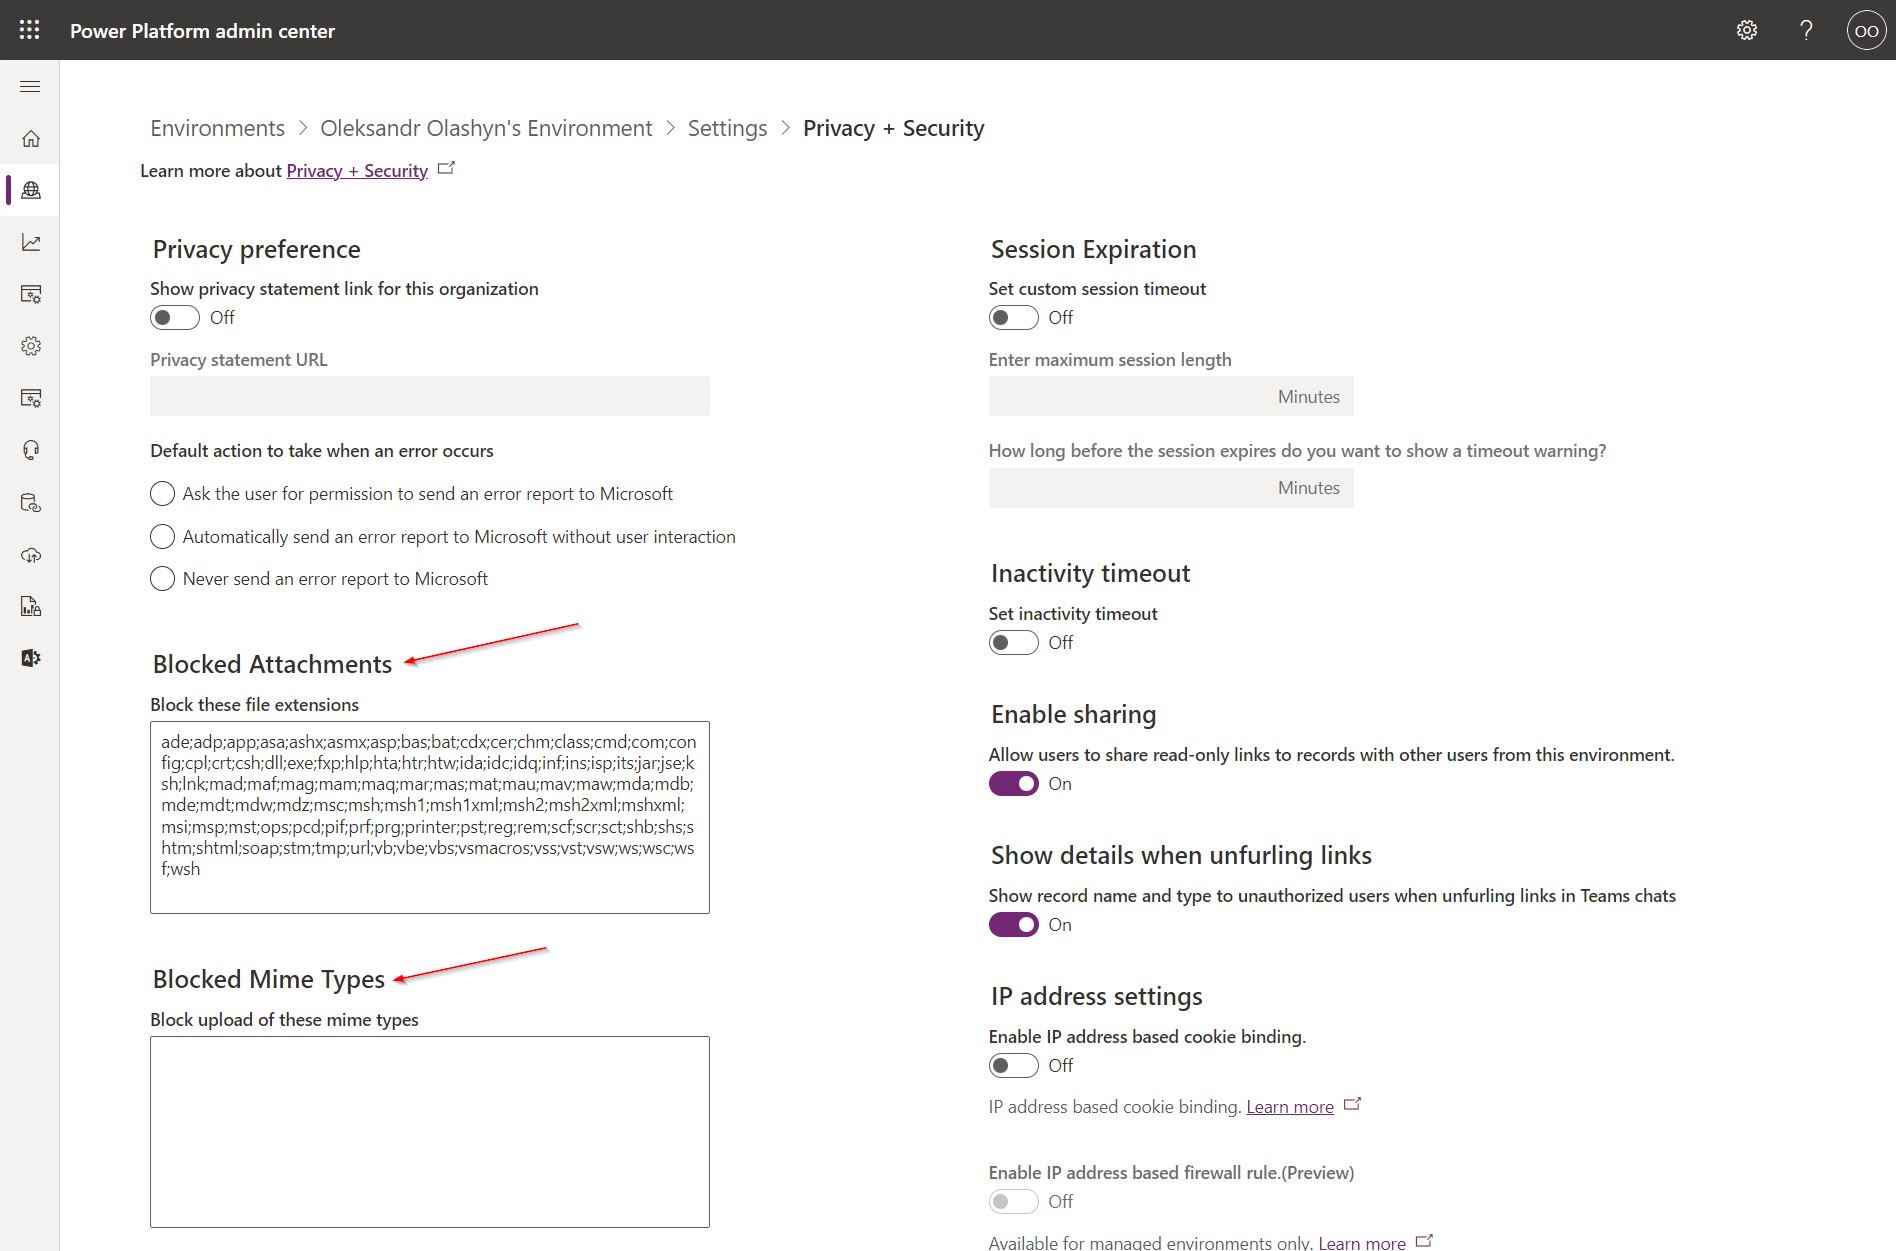 Power Platform admin center
OO
Environments > Oleksandr Olashyn's Environment > Settings > Privacy + Security
Learn more about Privacy + Security
Privacy preference
Show privacy statement link for this organization
Off
Privacy statement URL
Default action to take when an error occurs
Ask the user for permission to send an error report to Microsoft
Automatically send an error report to Microsoft without user interaction
Never send an error report to Microsoft
Blocked Attachments
Block these file extensions
ade;adp;app;asa;ashx;asmx;asp;bas;bat;cdx;cer;chm;class;cmd;com;con
fig;cpl;crt;csh;dll;exe;fxp;hlp;hta;htr;htw;ida;idc;idq;inf;ins;isp;its;jar;jse;k
sh;lnk;mad;maf;mag;mam;maq;mar;mas;mat;mau;mav;maw;mda;mdb;
mde;mdt;mdw;mdz;msc;msh;msh1;msh1xml;msh2;msh2xml;mshxml;
msi;msp;mst;ops;pcd;pif;prf;prg;printer;pst;reg;rem;scf;scr;sct;shb;shs;s
htm;shtml;soap;stm;tmp;url;vb;vbe;vbs;vsmacros;vss;vst;vsw;ws;wsc;ws
f;wsh
Blocked Mime Types
Block upload of these mime types
Session Expiration
Set custom session timeout
Off
Enter maximum session length
Minutes
How long before the session expires do you want to show a timeout warning?
Minutes
Inactivity timeout
Set inactivity timeout
Off
Enable sharing
Allow users to share read-only links to records with other users from this environment.
On
Show details when unfurling links
Show record name and type to unauthorized users when unfurling links in Teams chats
On
IP address settings
Enable IP address based cookie binding.
Off
IP address based cookie binding. Learn more
Enable IP address based firewall rule.(Preview)
Off
Available for managed environments only. Learn more